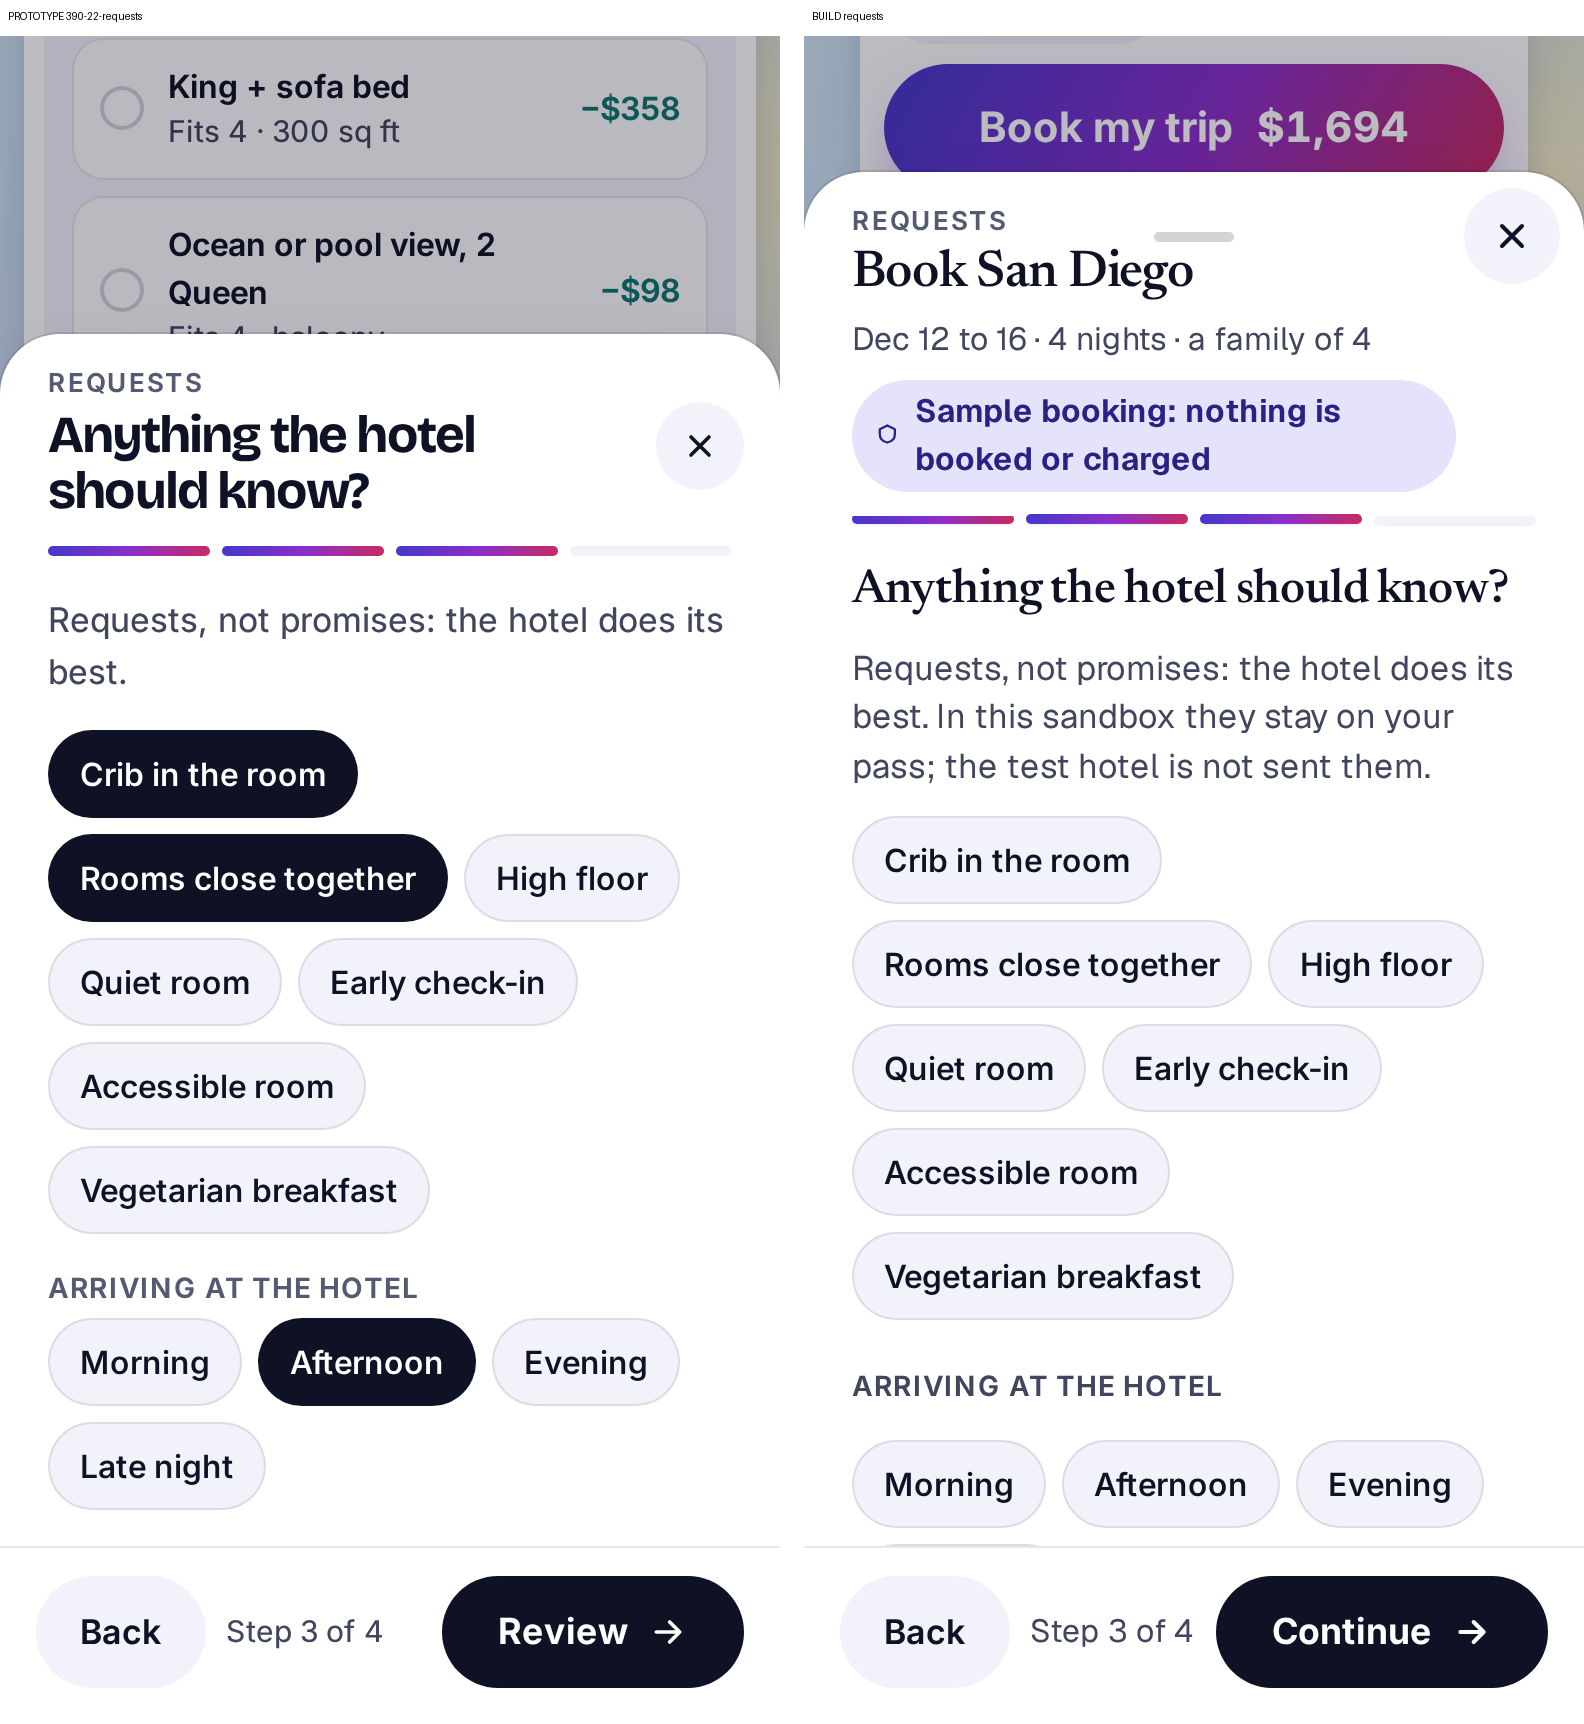 PROTOTYPE 390-22-requests
King + sofa bed
Fits 4 · 300 sq ft
−$358
Ocean or pool view, 2
Queen
−$98
Fits 4 · balcony
REQUESTS
Anything the hotel
should know?
Requests, not promises: the hotel does its
best.
Crib in the room
Rooms close together
High floor
Quiet room
Early check-in
Accessible room
Vegetarian breakfast
ARRIVING AT THE HOTEL
Morning
Afternoon
Evening
Late night
Back
Step 3 of 4
Review →
BUILD requests
Book my trip $1,694
REQUESTS
Book San Diego
Dec 12 to 16 · 4 nights · a family of 4
Sample booking: nothing is
booked or charged
Anything the hotel should know?
Requests, not promises: the hotel does its
best. In this sandbox they stay on your
pass; the test hotel is not sent them.
Crib in the room
Rooms close together
High floor
Quiet room
Early check-in
Accessible room
Vegetarian breakfast
ARRIVING AT THE HOTEL
Morning
Afternoon
Evening
Back
Step 3 of 4
Continue →